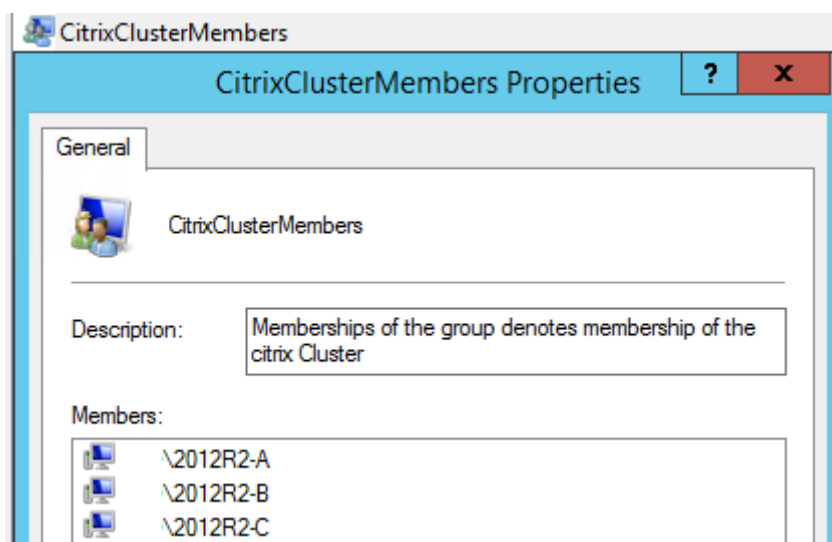 CitrixClusterMembers
CitrixClusterMembers Properties
?
x
General
CitrixClusterMembers
Description:
Memberships of the group denotes membership of the
citrix Cluster
Members:
\2012R2-A
\2012R2-B
\2012R2-C